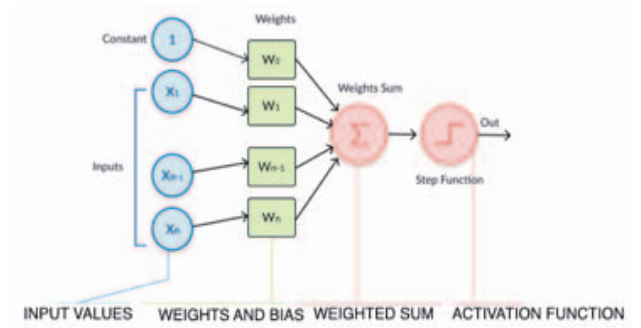 Weights
Constant
1
W₀
Weights Sum
X₁
W₁
Σ
Out
Inputs
Xₙ₋₁
Wₙ₋₁
Step Function
Xₙ
Wₙ
INPUT VALUES
WEIGHTS AND BIAS
WEIGHTED SUM
ACTIVATION FUNCTION